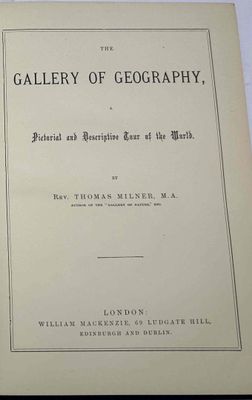 THE
GALLERY OF GEOGRAPHY,
A
Pictorial and Descriptive Tour of the World.
BY
REV. THOMAS MILNER, M.A.
AUTHOR OF THE "GALLERY OF NATURE," ETC.
LONDON:
WILLIAM MACKENZIE, 69 LUDGATE HILL,
EDINBURGH AND DUBLIN.